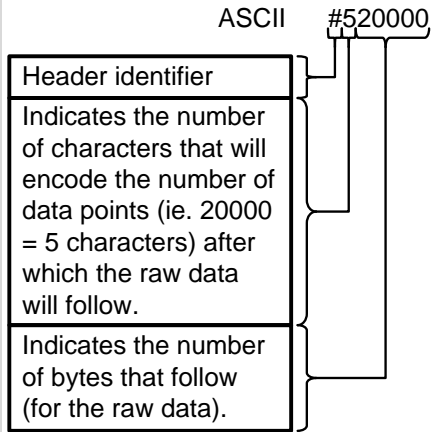 ASCII #520000
Header identifier
Indicates the number
of characters that will
encode the number of
data points (ie. 20000
= 5 characters) after
which the raw data
will follow.
Indicates the number
of bytes that follow
(for the raw data).